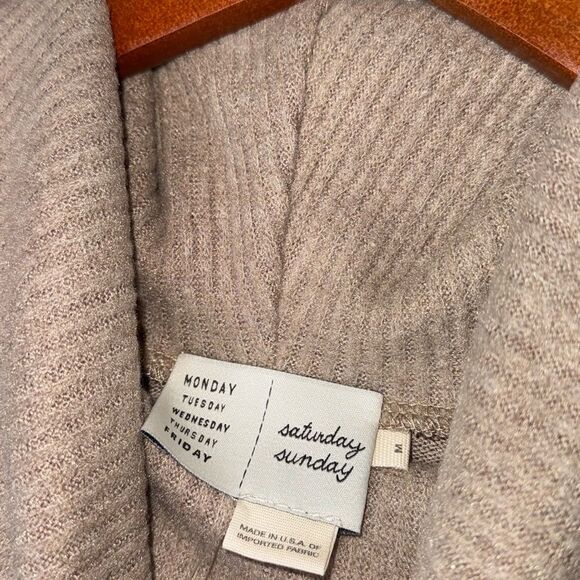 MONDAY
TUESDAY
WEDNESDAY
THURSDAY
FRIDAY
saturday
sunday
M
MADE IN U.S.A. OF
IMPORTED FABRIC